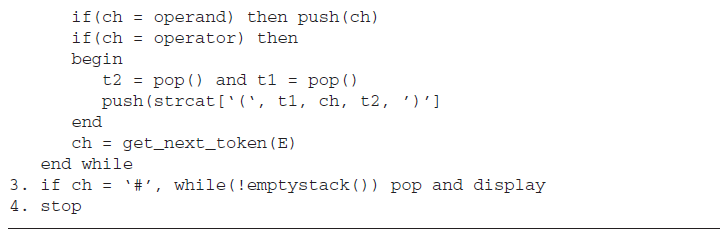 if(ch = operand) then push(ch)
if(ch = operator) then
begin
t2 = pop() and t1 = pop()
push(strcat[‘(‘, t1, ch, t2, ’)’]
end
ch = get_next_token(E)
end while
3. if ch = ‘#’, while(!emptystack()) pop and display
4. stop